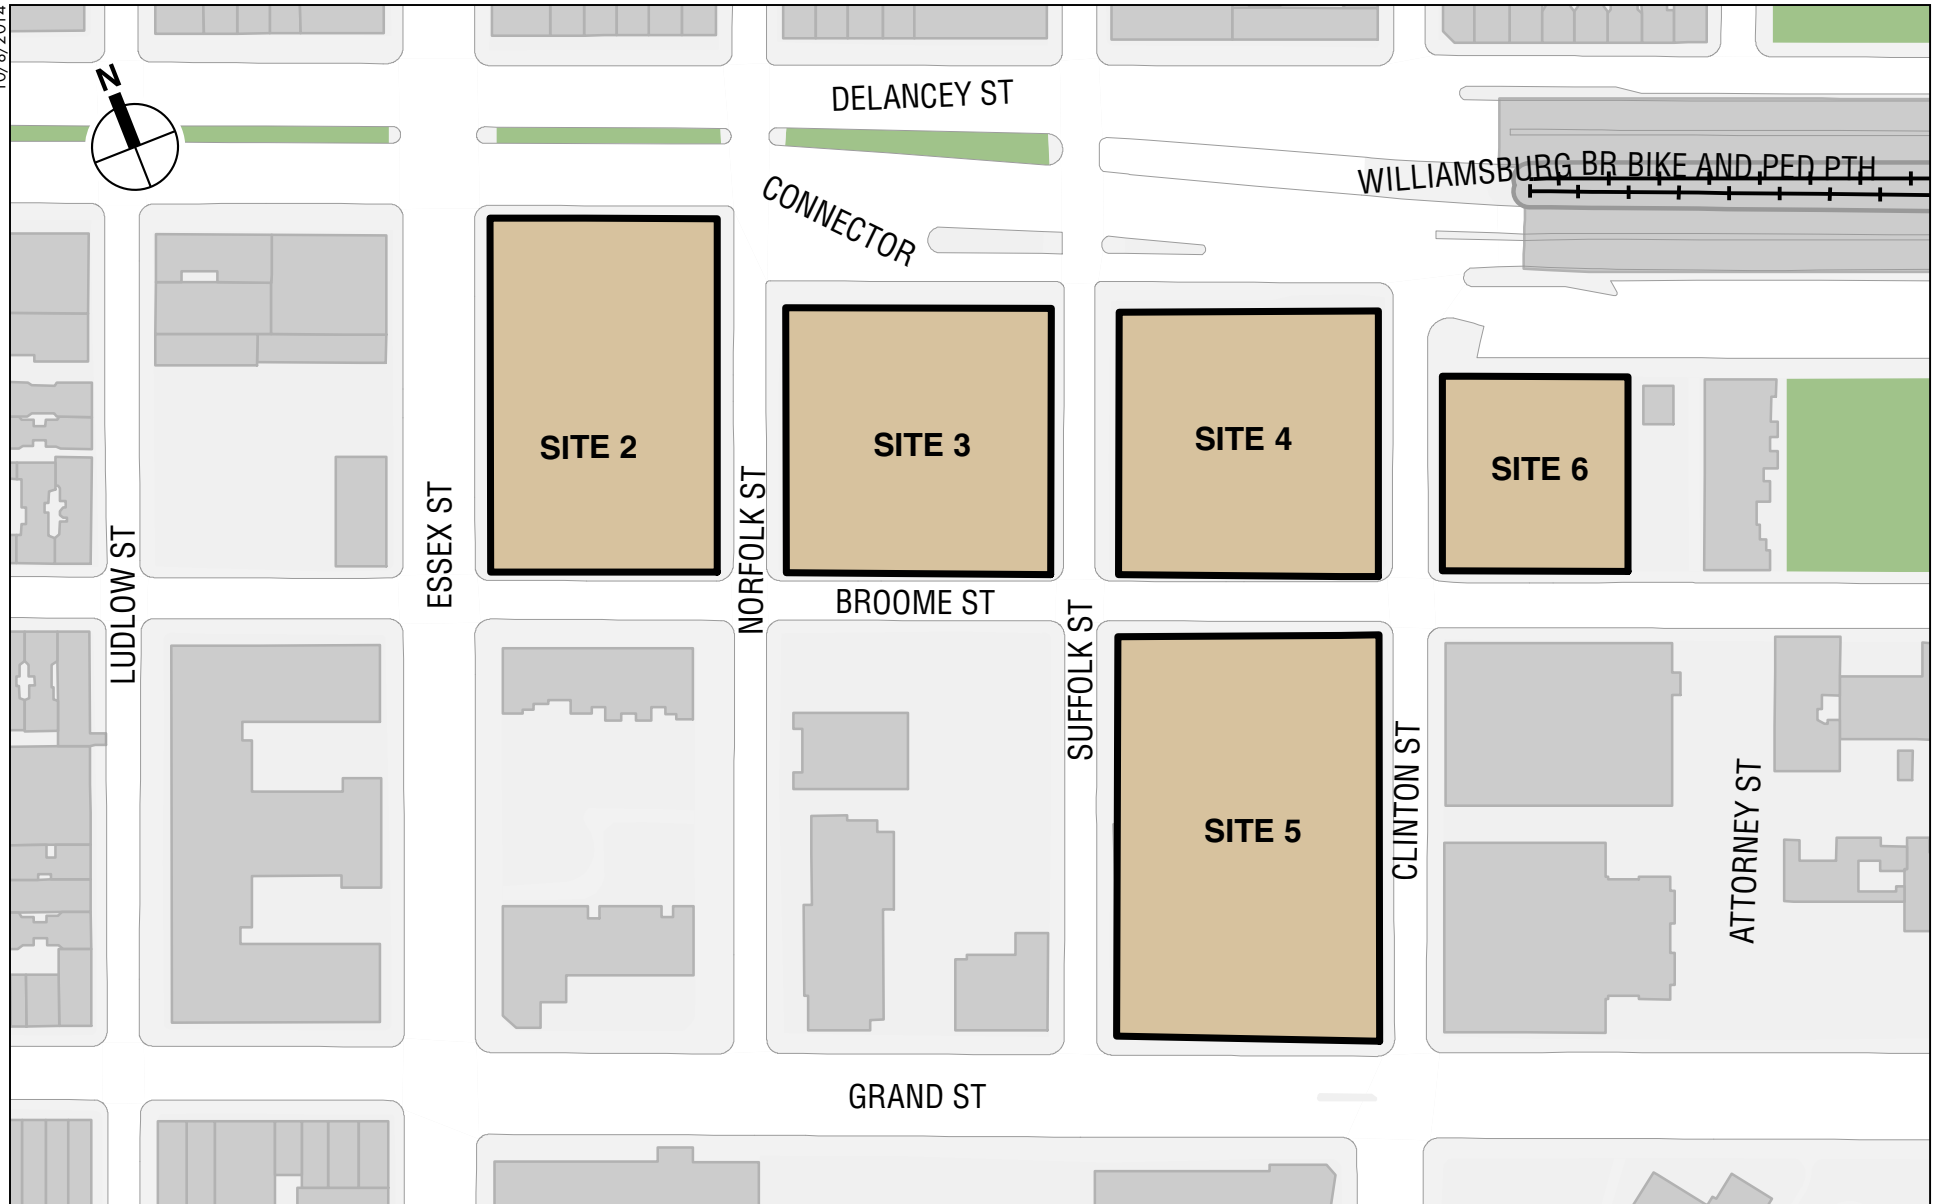 N
DELANCEY ST
WILLIAMSBURG BR BIKE AND PED PTH
CONNECTOR
SITE 2
SITE 3
SITE 4
SITE 6
LUDLOW ST
ESSEX ST
NORFOLK ST
BROOME ST
SUFFOLK ST
CLINTON ST
SITE 5
ATTORNEY ST
GRAND ST